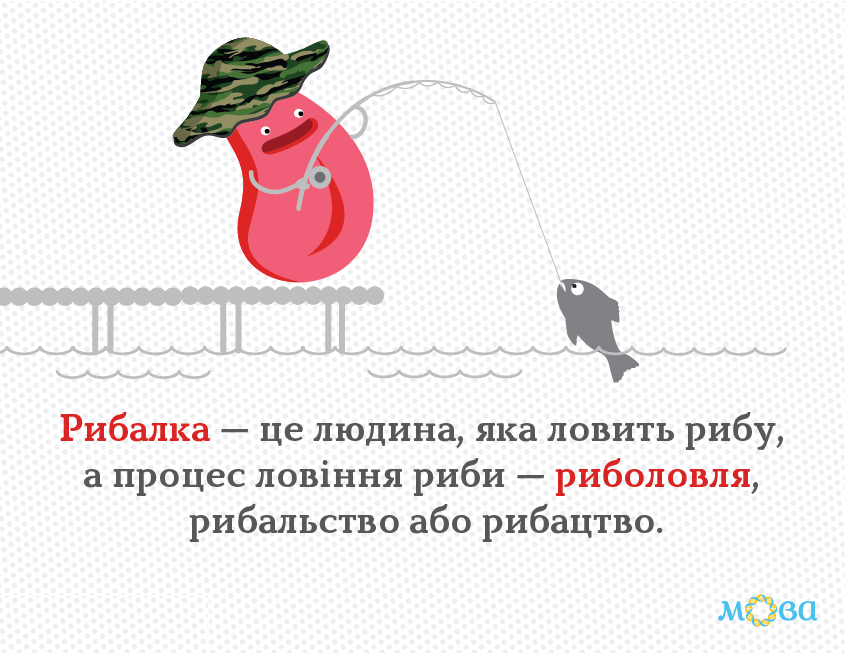 Рибалка — це людина, яка ловить рибу,
а процес ловіння риби — риболовля,
рибальство або рибацтво.
мова